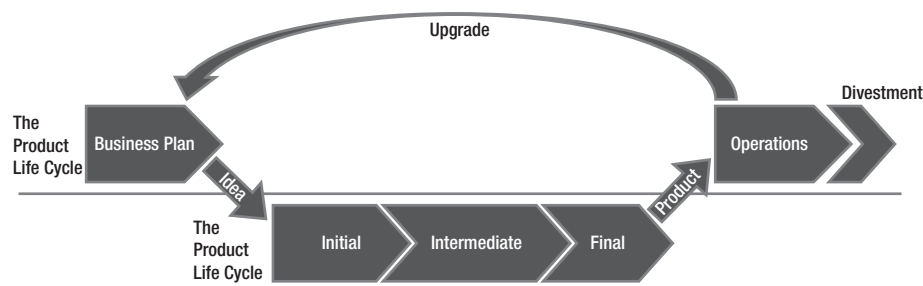 Upgrade
Divestment
The
Product
Life Cycle
Business Plan
Operations
Idea
Product
The
Product
Life Cycle
Initial
Intermediate
Final